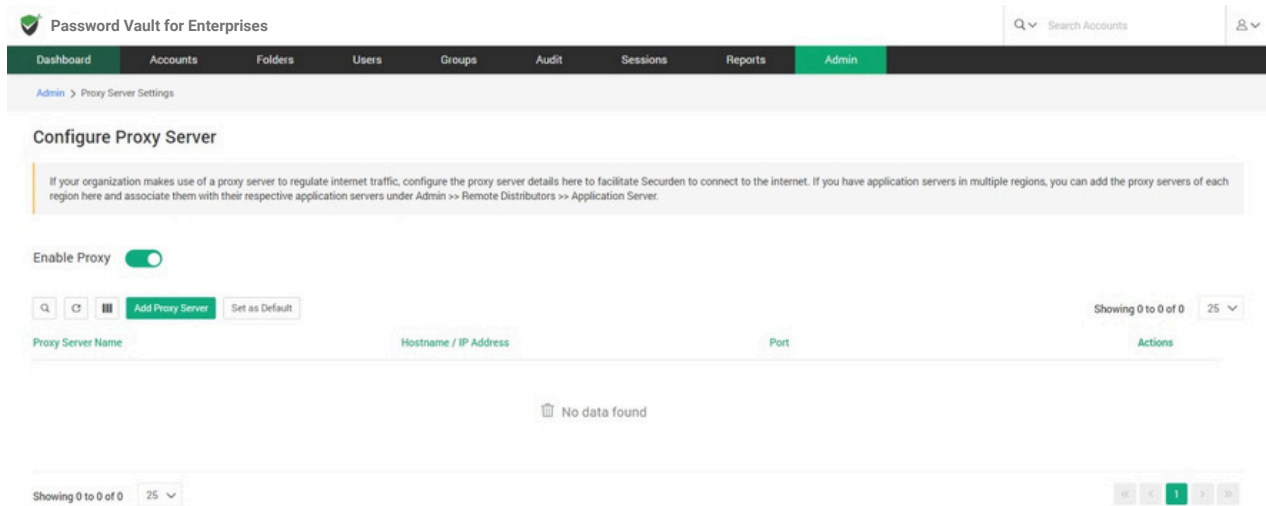 Password Vault for Enterprises
Search Accounts
Dashboard Accounts Folders Users Groups Audit Sessions Reports Admin
Admin > Proxy Server Settings
Configure Proxy Server
If your organization makes use of a proxy server to regulate internet traffic, configure the proxy server details here to facilitate Securden to connect to the internet. If you have application servers in multiple regions, you can add the proxy servers of each
region here and associate them with their respective application servers under Admin >> Remote Distributors >> Application Server.
Enable Proxy
Add Proxy Server Set as Default Showing 0 to 0 of 0 25
Proxy Server Name Hostname / IP Address Port Actions
No data found
Showing 0 to 0 of 0 25 « < 1 > »